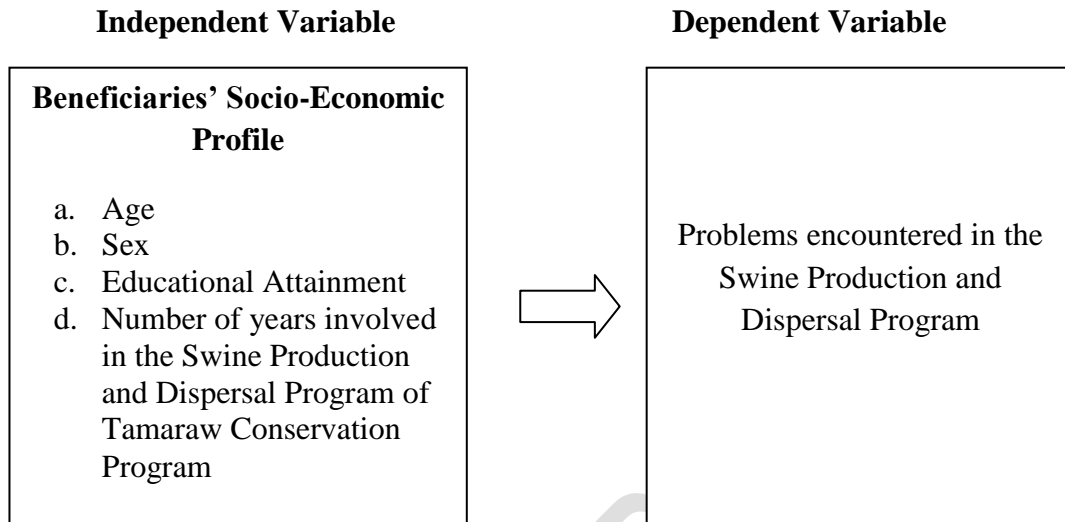 Independent Variable
Dependent Variable
Beneficiaries’ Socio-Economic
Profile
a. Age
b. Sex
c. Educational Attainment
d. Number of years involved
in the Swine Production
and Dispersal Program of
Tamaraw Conservation
Program
Problems encountered in the
Swine Production and
Dispersal Program